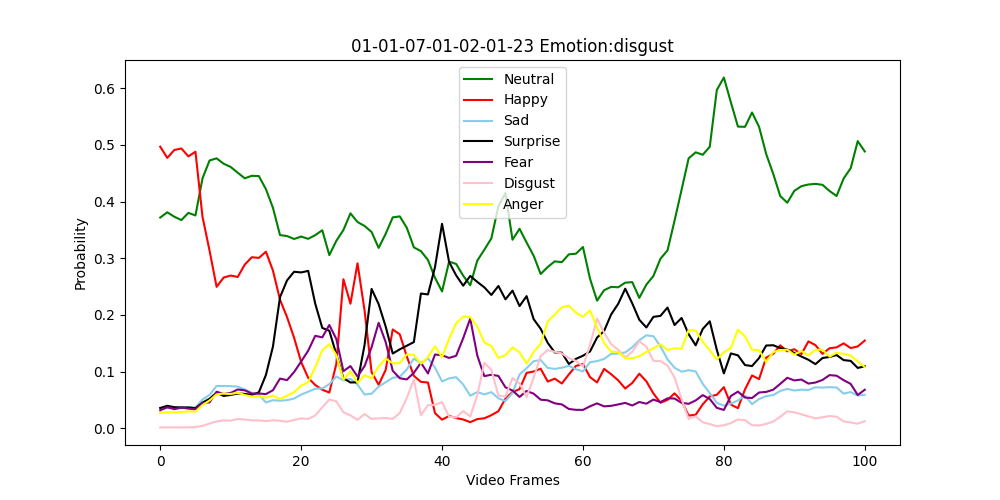 01-01-07-01-02-01-23 Emotion:disgust
Neutral
Happy
Sad
Surprise
Fear
Disgust
Anger
Probability
0.6
0.5
0.4
0.3
0.2
0.1
0.0
0 20 40 60 80 100
Video Frames